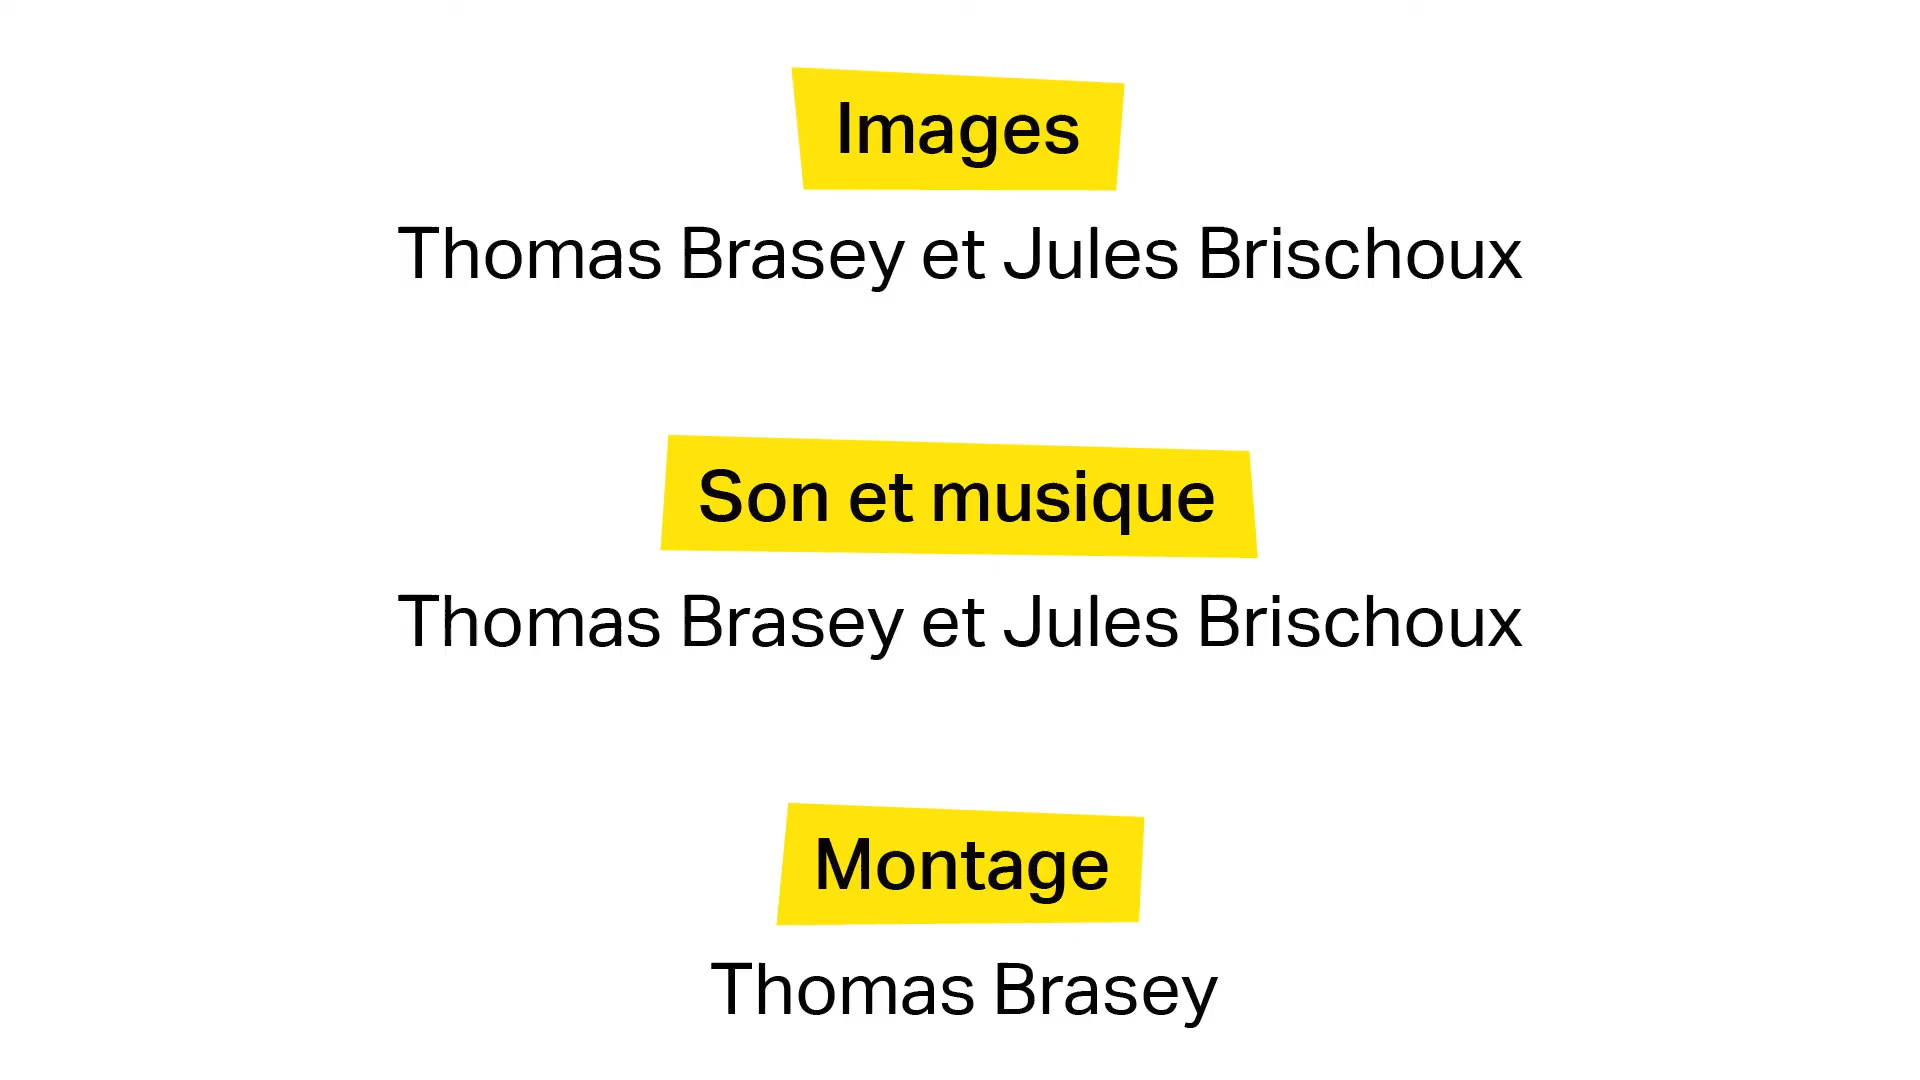 Images
Thomas Brasey et Jules Brischoux
Son et musique
Thomas Brasey et Jules Brischoux
Montage
Thomas Brasey